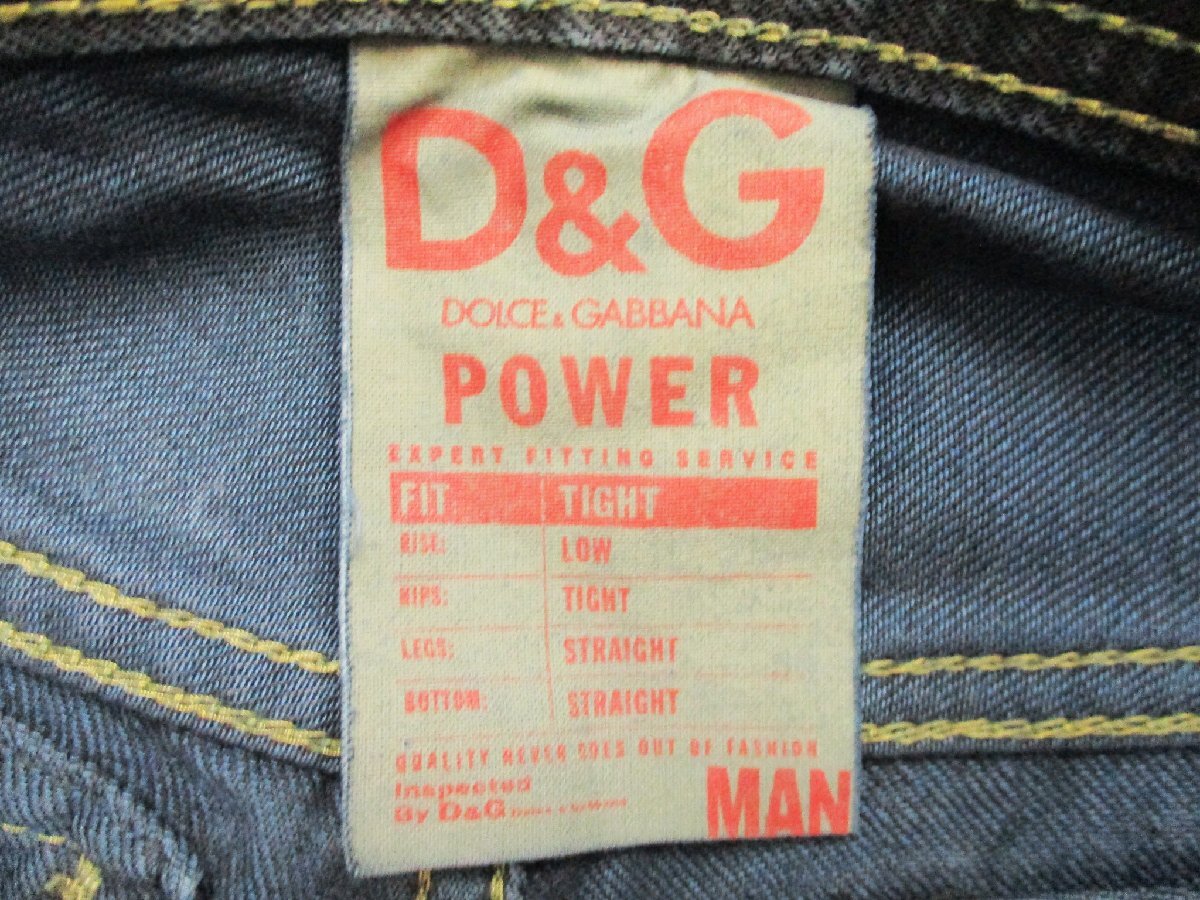 D&G
DOLCE & GABBANA
POWER
EXPERT FITTING SERVICE
FIT: TIGHT
RISE: LOW
HIPS: TIGHT
LEGS: STRAIGHT
BOTTOM: STRAIGHT
QUALITY NEVER GOES OUT OF FASHION
Inspected
By D&G
MAN